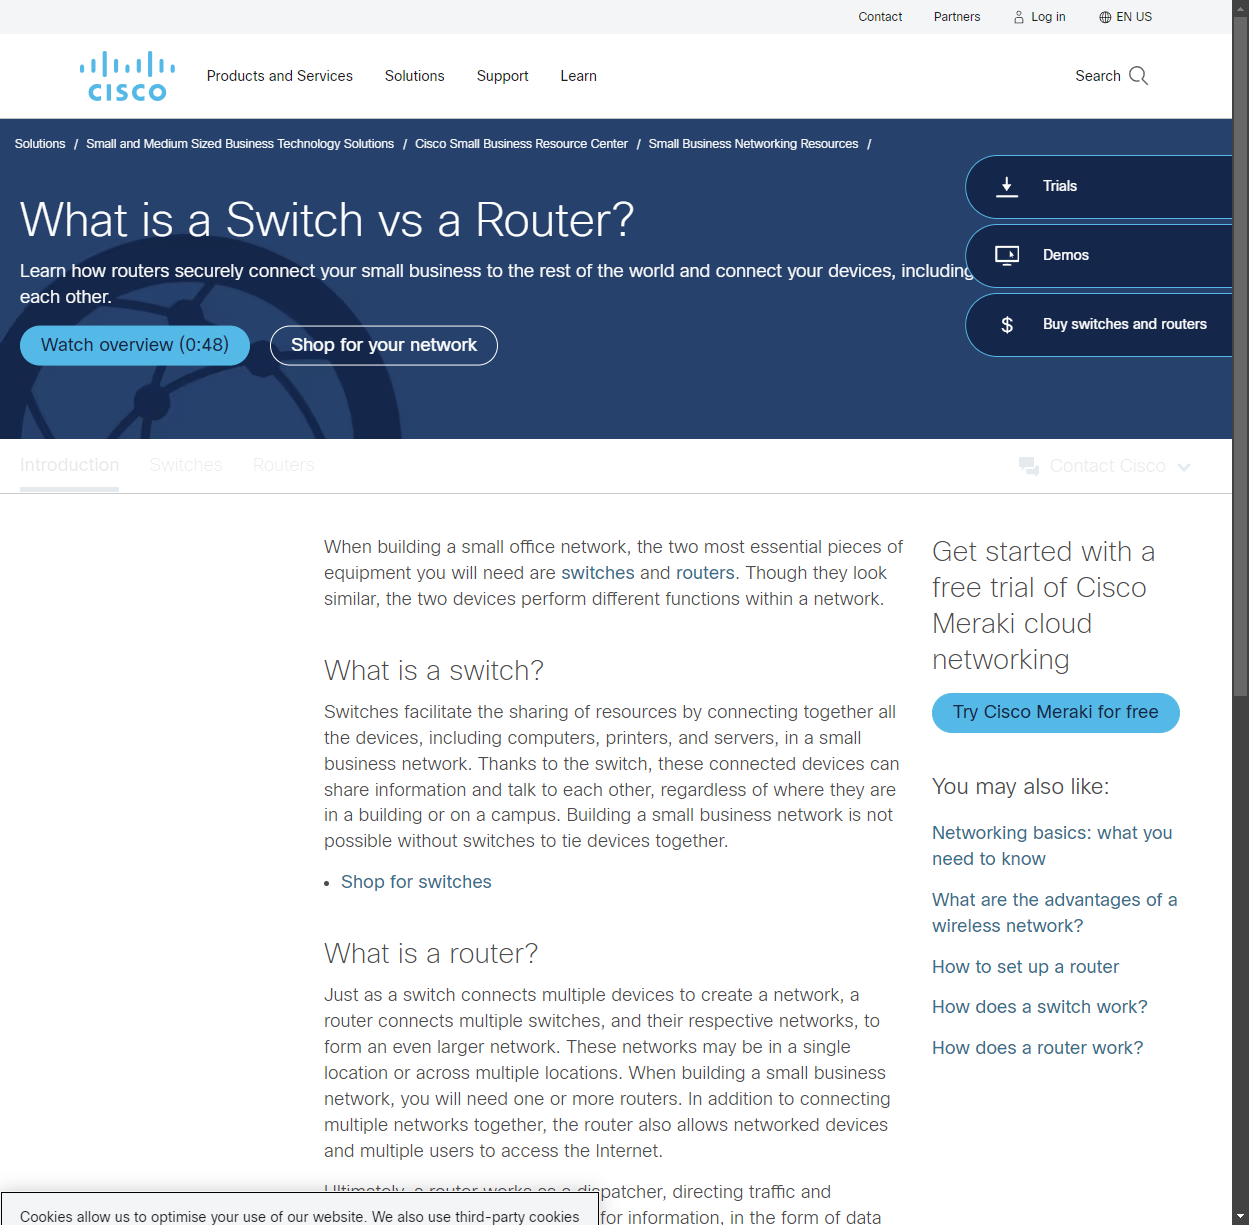 Contact Partners Log in EN US
CISCO
Products and Services Solutions Support Learn Search
Solutions / Small and Medium Sized Business Technology Solutions / Cisco Small Business Resource Center / Small Business Networking Resources /
What is a Switch vs a Router?
Learn how routers securely connect your small business to the rest of the world and connect your devices, including
each other.
Watch overview (0:48) Shop for your network
Trials
Demos
$ Buy switches and routers
Introduction Switches Routers Contact Cisco
When building a small office network, the two most essential pieces of
equipment you will need are switches and routers. Though they look
similar, the two devices perform different functions within a network.
What is a switch?
Switches facilitate the sharing of resources by connecting together all
the devices, including computers, printers, and servers, in a small
business network. Thanks to the switch, these connected devices can
share information and talk to each other, regardless of where they are
in a building or on a campus. Building a small business network is not
possible without switches to tie devices together.
• Shop for switches
What is a router?
Just as a switch connects multiple devices to create a network, a
router connects multiple switches, and their respective networks, to
form an even larger network. These networks may be in a single
location or across multiple locations. When building a small business
network, you will need one or more routers. In addition to connecting
multiple networks together, the router also allows networked devices
and multiple users to access the Internet.
Ultimately, a router works as a dispatcher, directing traffic and
for information, in the form of data
Get started with a
free trial of Cisco
Meraki cloud
networking
Try Cisco Meraki for free
You may also like:
Networking basics: what you
need to know
What are the advantages of a
wireless network?
How to set up a router
How does a switch work?
How does a router work?
Cookies allow us to optimise your use of our website. We also use third-party cookies